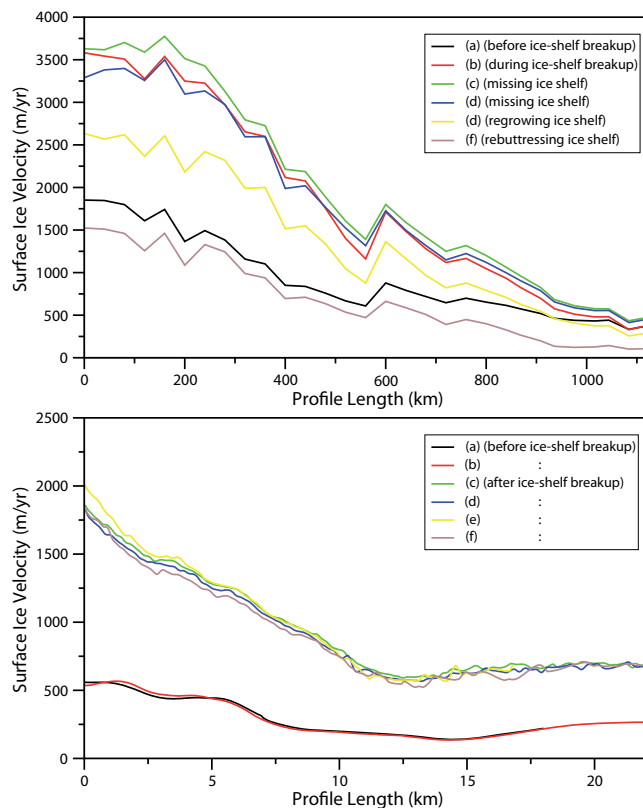 4000
3500
3000
2500
2000
1500
1000
500
0
Surface Ice Velocity (m/yr)
(a) (before ice-shelf breakup)
(b) (during ice-shelf breakup)
(c) (missing ice shelf)
(d) (missing ice shelf)
(d) (regrowing ice shelf)
(f) (rebuttressing ice shelf)
0 200 400 600 800 1000
Profile Length (km)
2500
2000
1500
1000
500
0
Surface Ice Velocity (m/yr)
(a) (before ice-shelf breakup)
(b) :
(c) (after ice-shelf breakup)
(d) :
(e) :
(f) :
0 5 10 15 20
Profile Length (km)